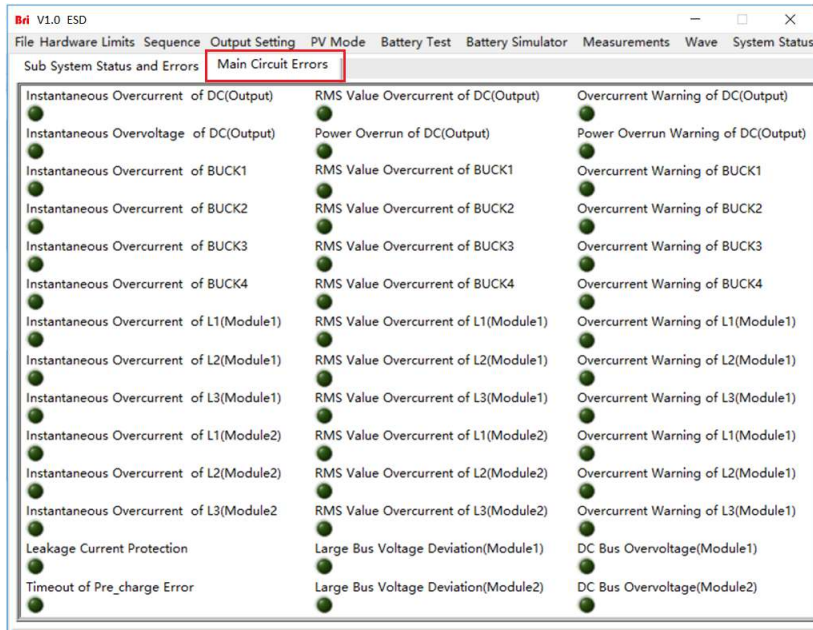 Bri V1.0 ESD
File Hardware Limits Sequence Output Setting PV Mode Battery Test Battery Simulator Measurements Wave System Status
Sub System Status and Errors Main Circuit Errors
Instantaneous Overcurrent of DC(Output) RMS Value Overcurrent of DC(Output) Overcurrent Warning of DC(Output)
Instantaneous Overvoltage of DC(Output) Power Overrun of DC(Output) Power Overrun Warning of DC(Output)
Instantaneous Overcurrent of BUCK1 RMS Value Overcurrent of BUCK1 Overcurrent Warning of BUCK1
Instantaneous Overcurrent of BUCK2 RMS Value Overcurrent of BUCK2 Overcurrent Warning of BUCK2
Instantaneous Overcurrent of BUCK3 RMS Value Overcurrent of BUCK3 Overcurrent Warning of BUCK3
Instantaneous Overcurrent of BUCK4 RMS Value Overcurrent of BUCK4 Overcurrent Warning of BUCK4
Instantaneous Overcurrent of L1(Module1) RMS Value Overcurrent of L1(Module1) Overcurrent Warning of L1(Module1)
Instantaneous Overcurrent of L2(Module1) RMS Value Overcurrent of L2(Module1) Overcurrent Warning of L2(Module1)
Instantaneous Overcurrent of L3(Module1) RMS Value Overcurrent of L3(Module1) Overcurrent Warning of L3(Module1)
Instantaneous Overcurrent of L1(Module2) RMS Value Overcurrent of L1(Module2) Overcurrent Warning of L1(Module1)
Instantaneous Overcurrent of L2(Module2) RMS Value Overcurrent of L2(Module2) Overcurrent Warning of L2(Module1)
Instantaneous Overcurrent of L3(Module2 RMS Value Overcurrent of L3(Module2) Overcurrent Warning of L3(Module1)
Leakage Current Protection Large Bus Voltage Deviation(Module1) DC Bus Overvoltage(Module1)
Timeout of Pre_charge Error Large Bus Voltage Deviation(Module2) DC Bus Overvoltage(Module2)